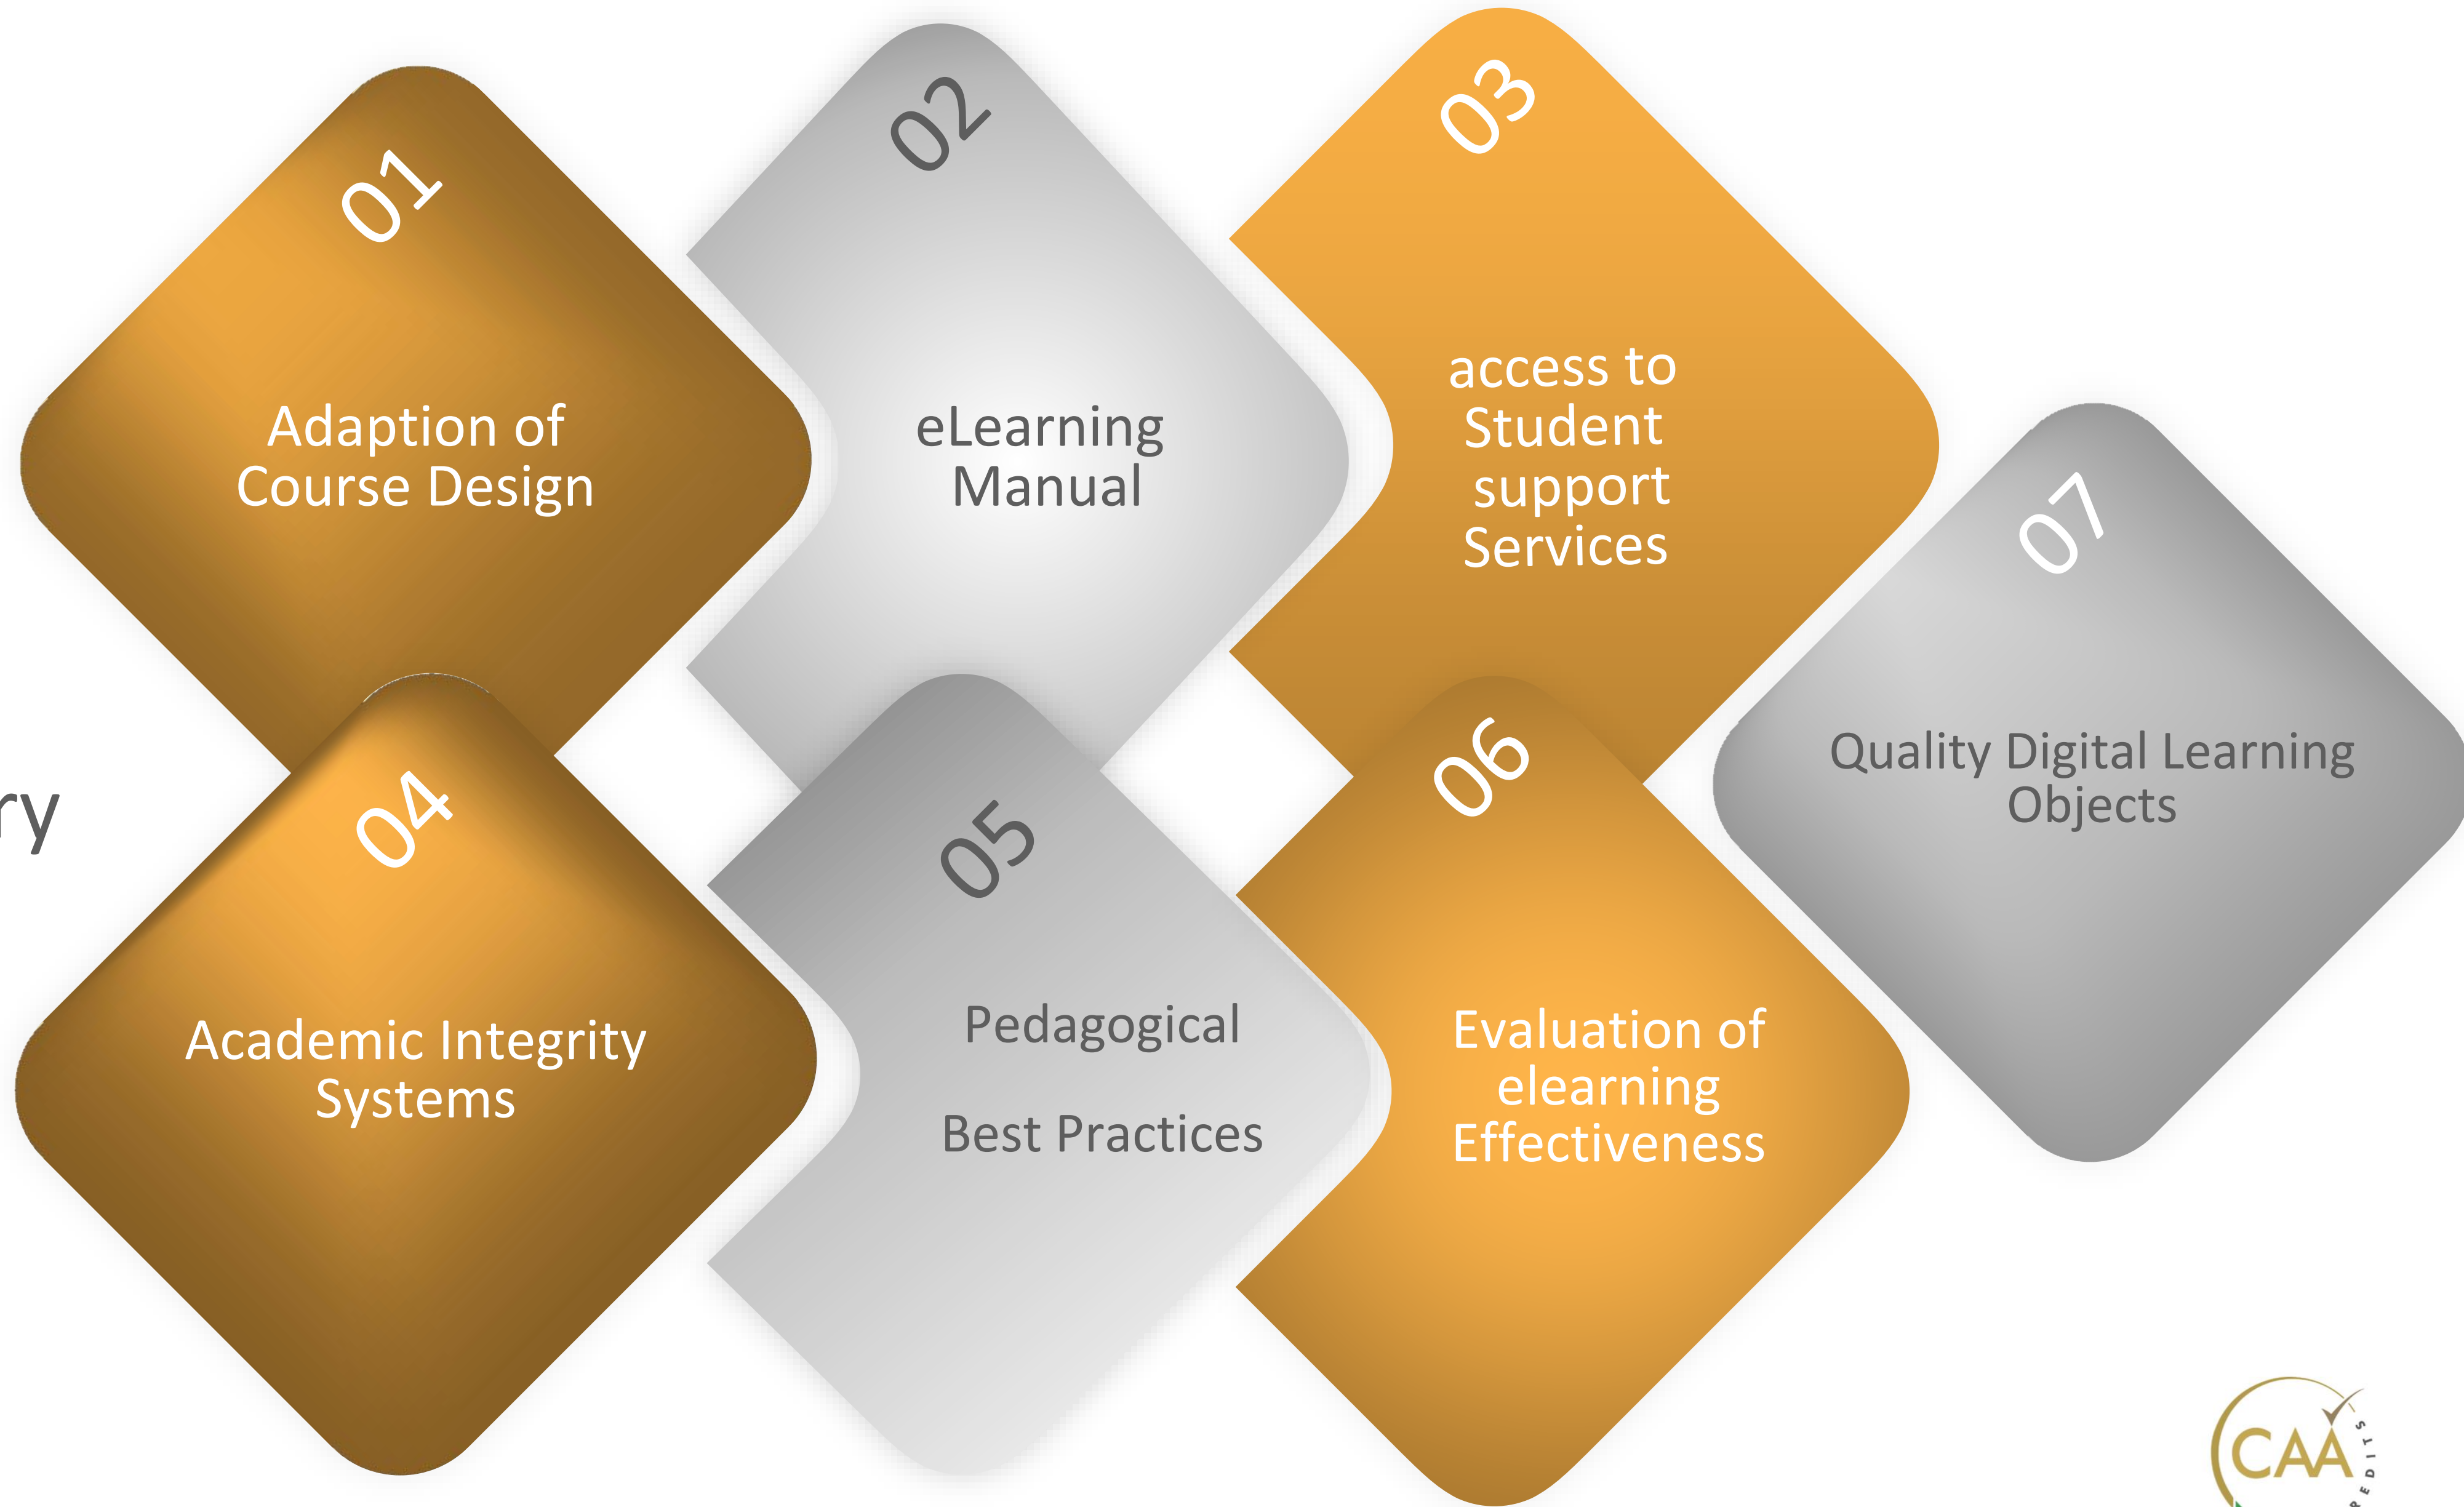 01
Adaption of
Course Design
02
eLearning
Manual
03
access to
Student
support
Services
07
Quality Digital Learning
Objects
ry
04
Academic Integrity
Systems
05
Pedagogical
Best Practices
06
Evaluation of
elearning
Effectiveness
CAA